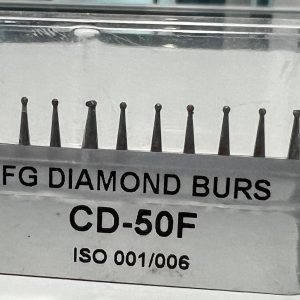 FG DIAMOND BURS
CD-50F
ISO 001/006